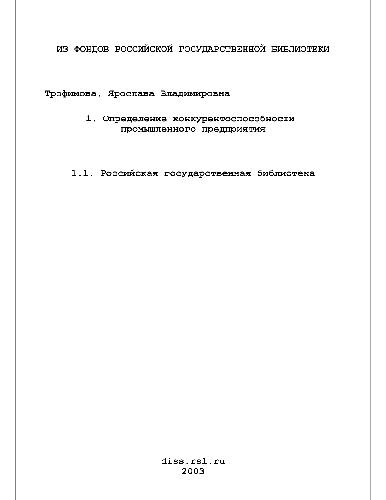 ИЗ ФОНДОВ РОССИЙСКОЙ ГОСУДАРСТВЕННОЙ БИБЛИОТЕКИ
Трофимова, Ярослава Владимировна
1. Определение конкурентоспособности
промышленного предприятия
1.1. Российская государственная библиотека
diss.rsl.ru
2003